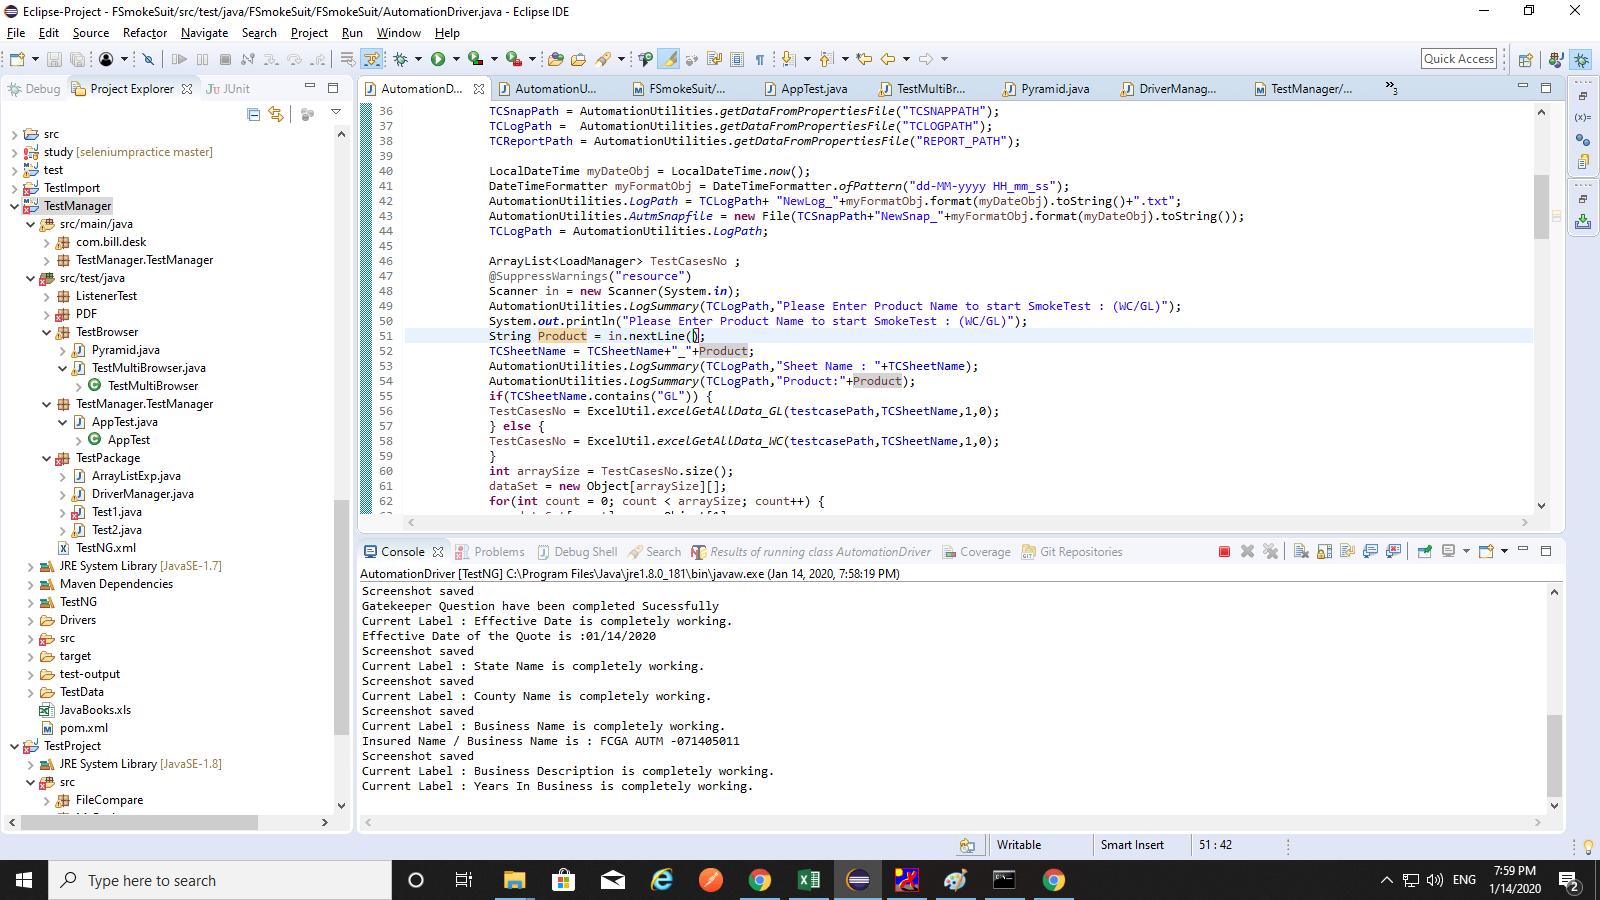 Eclipse-Project - FSmokeSuit/src/test/java/FSmokeSuit/FSmokeSuit/AutomationDriver.java - Eclipse IDE
File Edit Source Refactor Navigate Search Project Run Window Help
Quick Access
Debug Project Explorer JUnit
src
study [seleniumpractice master]
test
TestImport
TestManager
src/main/java
com.bill.desk
TestManager.TestManager
src/test/java
ListenerTest
PDF
TestBrowser
Pyramid.java
TestMultiBrowser.java
TestMultiBrowser
TestManager.TestManager
AppTest.java
AppTest
TestPackage
ArrayListExp.java
DriverManager.java
Test1.java
Test2.java
TestNG.xml
JRE System Library [JavaSE-1.7]
Maven Dependencies
TestNG
Drivers
src
target
test-output
TestData
JavaBooks.xls
pom.xml
TestProject
JRE System Library [JavaSE-1.8]
src
FileCompare
AutomationD... AutomationU... FSmokeSuit/... AppTest.java TestMultiBr... Pyramid.java DriverManag... TestManager/... »3
36 TCSnapPath = AutomationUtilities.getDataFromPropertiesFile("TCSNAPPATH");
37 TCLogPath =  AutomationUtilities.getDataFromPropertiesFile("TCLOGPATH");
38 TCReportPath = AutomationUtilities.getDataFromPropertiesFile("REPORT_PATH");
39
40 LocalDateTime myDateObj = LocalDateTime.now();
41 DateTimeFormatter myFormatObj = DateTimeFormatter.ofPattern("dd-MM-yyyy HH_mm_ss");
42 AutomationUtilities.LogPath = TCLogPath+ "NewLog_"+myFormatObj.format(myDateObj).toString()+".txt";
43 AutomationUtilities.AutmSnapfile = new File(TCSnapPath+"NewSnap_"+myFormatObj.format(myDateObj).toString());
44 TCLogPath = AutomationUtilities.LogPath;
45
46 ArrayList<LoadManager> TestCasesNo ;
47 @SuppressWarnings("resource")
48 Scanner in = new Scanner(System.in);
49 AutomationUtilities.LogSummary(TCLogPath,"Please Enter Product Name to start SmokeTest : (WC/GL)");
50 System.out.println("Please Enter Product Name to start SmokeTest : (WC/GL)");
51 String Product = in.nextLine();
52 TCSheetName = TCSheetName+"_"+Product;
53 AutomationUtilities.LogSummary(TCLogPath,"Sheet Name : "+TCSheetName);
54 AutomationUtilities.LogSummary(TCLogPath,"Product:"+Product);
55 if(TCSheetName.contains("GL")) {
56 TestCasesNo = ExcelUtil.excelGetAllData_GL(testcasePath,TCSheetName,1,0);
57 } else {
58 TestCasesNo = ExcelUtil.excelGetAllData_WC(testcasePath,TCSheetName,1,0);
59 }
60 int arraySize = TestCasesNo.size();
61 dataSet = new Object[arraySize][];
62 for(int count = 0; count < arraySize; count++) {
Console Problems Debug Shell Search Results of running class AutomationDriver Coverage Git Repositories
AutomationDriver [TestNG] C:\Program Files\Java\jre1.8.0_181\bin\javaw.exe (Jan 14, 2020, 7:58:19 PM)
Screenshot saved
Gatekeeper Question have been completed Sucessfully
Current Label : Effective Date is completely working.
Effective Date of the Quote is :01/14/2020
Screenshot saved
Current Label : State Name is completely working.
Screenshot saved
Current Label : County Name is completely working.
Screenshot saved
Current Label : Business Name is completely working.
Insured Name / Business Name is : FCGA AUTM -071405011
Screenshot saved
Current Label : Business Description is completely working.
Current Label : Years In Business is completely working.
Writable Smart Insert 51 : 42
Type here to search
ENG 7:59 PM
1/14/2020
2